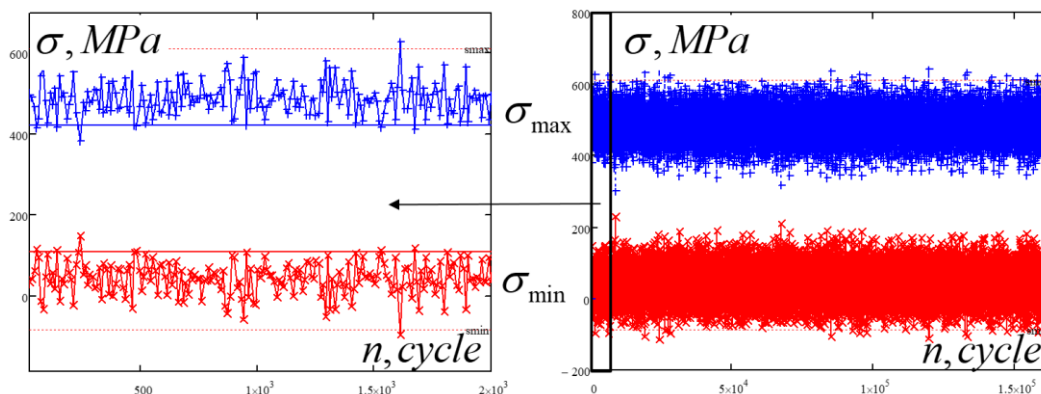 σ, MPa
smax
600
400
200
0
smin
n, cycle
500
1×10³
1.5×10³
2×10³
σmax
σmin
800
σ, MPa
smax
600
400
200
0
n, cycle
− 200
0
5×10⁴
1×10⁵
1.5×10⁵